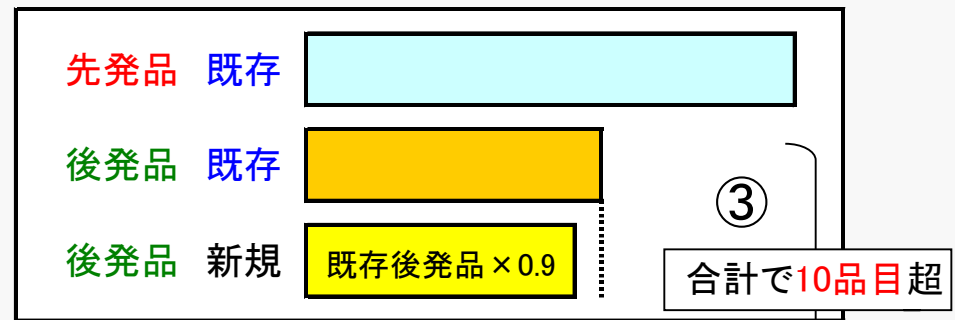 先発品 既存
後発品 既存
③
後発品 新規 既存後発品×0.9
合計で10品目超